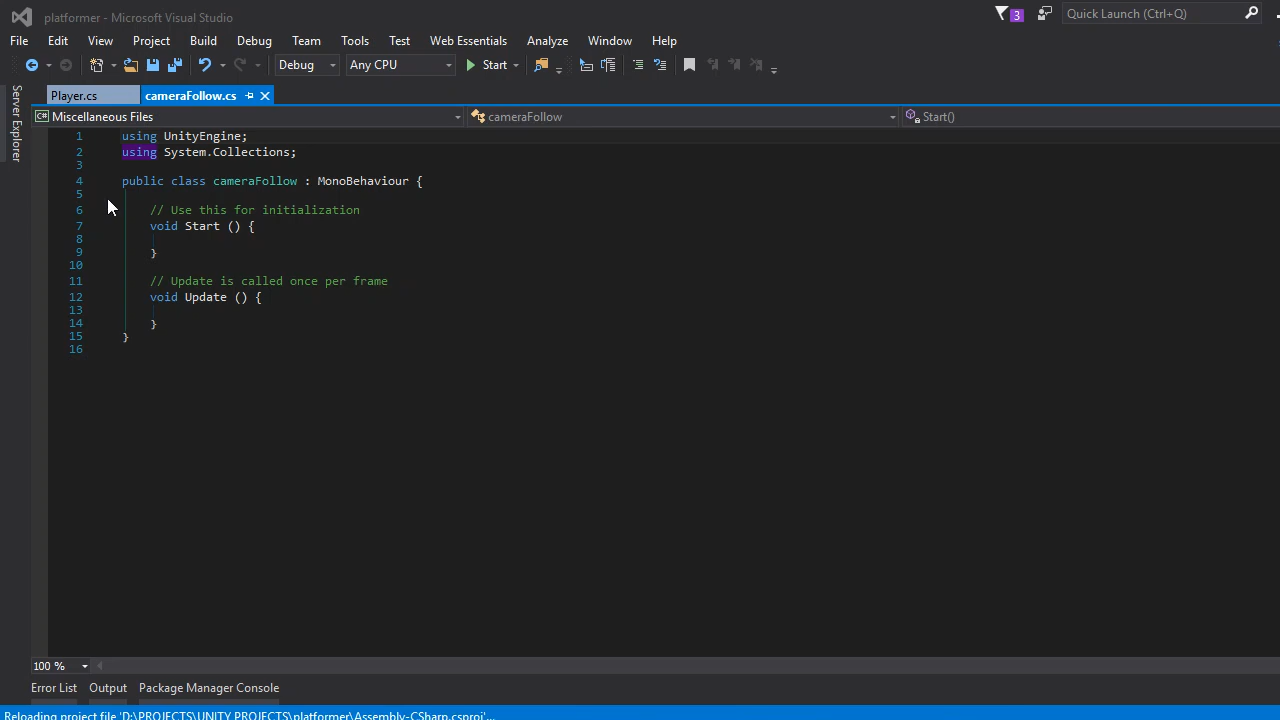 platformer - Microsoft Visual Studio
3
Quick Launch (Ctrl+Q)
File Edit View Project Build Debug Team Tools Test Web Essentials Analyze Window Help
Debug Any CPU Start
Server Explorer
Player.cs cameraFollow.cs
C# Miscellaneous Files cameraFollow Start()
1 using UnityEngine;
2 using System.Collections;
3
4 public class cameraFollow : MonoBehaviour {
5
6 // Use this for initialization
7 void Start () {
8
9 }
10
11 // Update is called once per frame
12 void Update () {
13
14 }
15 }
16
100 %
Error List Output Package Manager Console
Reloading project file 'D:\PROJECTS\UNITY PROJECTS\platformer\Assembly-CSharp.csproj'...